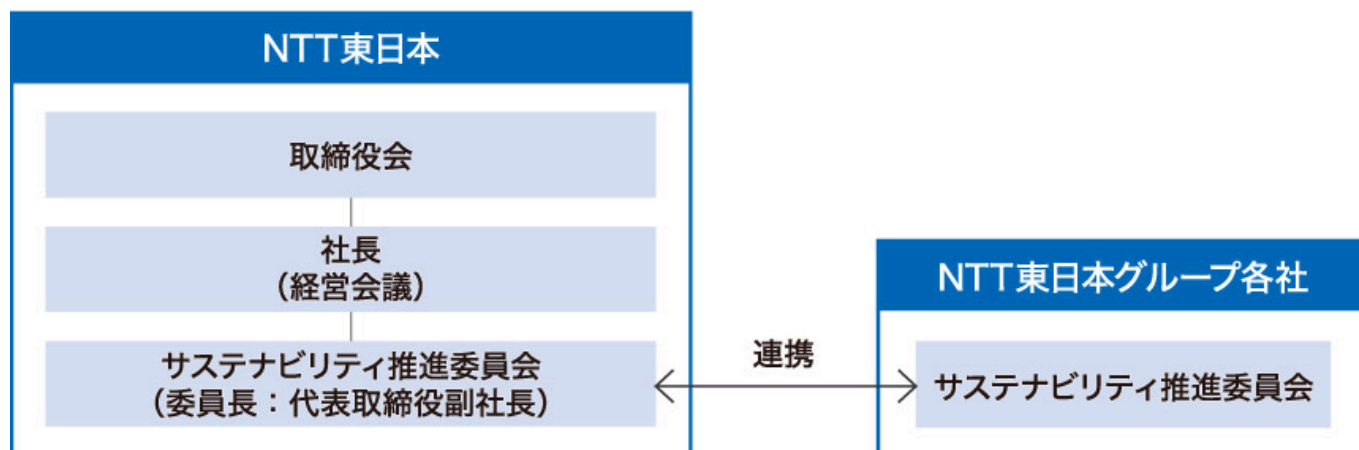 NTT東日本
取締役会
社長
（経営会議）
サステナビリティ推進委員会
（委員長：代表取締役副社長）
連携
NTT東日本グループ各社
サステナビリティ推進委員会